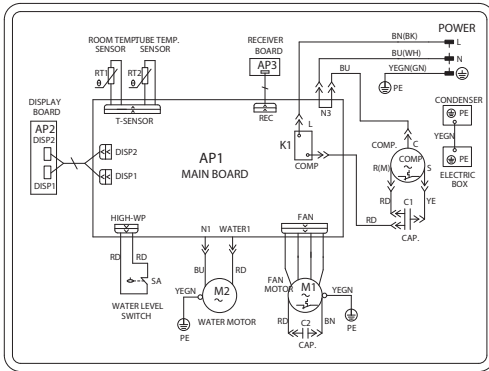 ROOM TEMP. TUBE TEMP.
SENSOR SENSOR
RT1 RT2
θ θ
T-SENSOR
RECEIVER
BOARD
AP3
REC
POWER
BN(BK) L
BU(WH) N
YEGN(GN)
PE
BU
L N3
K1
COMP
DISPLAY
BOARD
AP2
DISP2
DISP1
DISP2
DISP1
AP1
MAIN BOARD
CONDENSER
PE
YEGN
PE
ELECTRIC
BOX
COMP. C
COMP
R(M) S
RD YE
C1
RD
CAP.
HIGH-WP
RD RD
SA
WATER LEVEL
SWITCH
N1 WATER1
BU RD
YEGN
M2
PE
WATER MOTOR
FAN
FAN
MOTOR
M1
YEGN
PE
RD C2 BN
CAP.